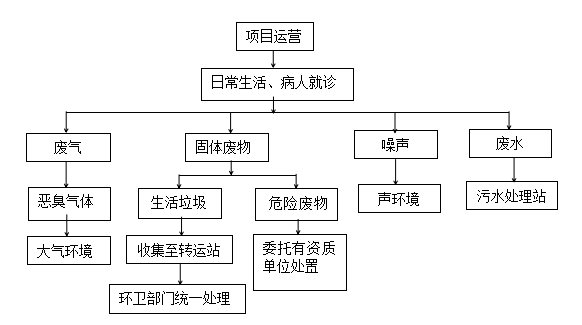 项目运营
日常生活、病人就诊
废气
固体废物
噪声
废水
恶臭气体
生活垃圾
危险废物
声环境
污水处理站
大气环境
收集至转运站
委托有资质
单位处置
环卫部门统一处理